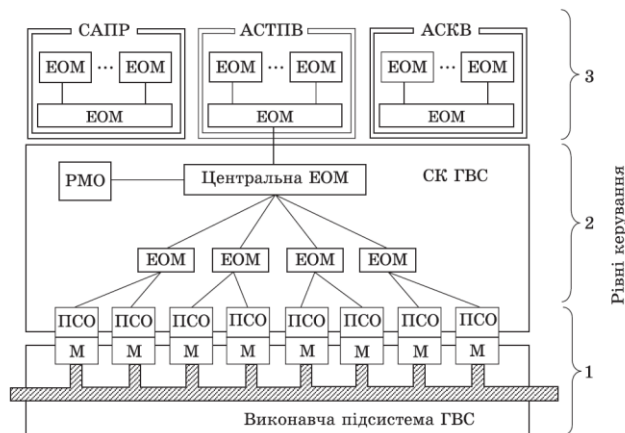 САПР АСТПВ АСКВ
ЕОМ ... ЕОМ ЕОМ ... ЕОМ ЕОМ ... ЕОМ
ЕОМ ЕОМ ЕОМ
3
РМО Центральна ЕОМ СК ГВС
2
Рівні керування
ЕОМ ЕОМ ЕОМ ЕОМ
ПСО ПСО ПСО ПСО ПСО ПСО ПСО ПСО
М М М М М М М М
1
Виконавча підсистема ГВС